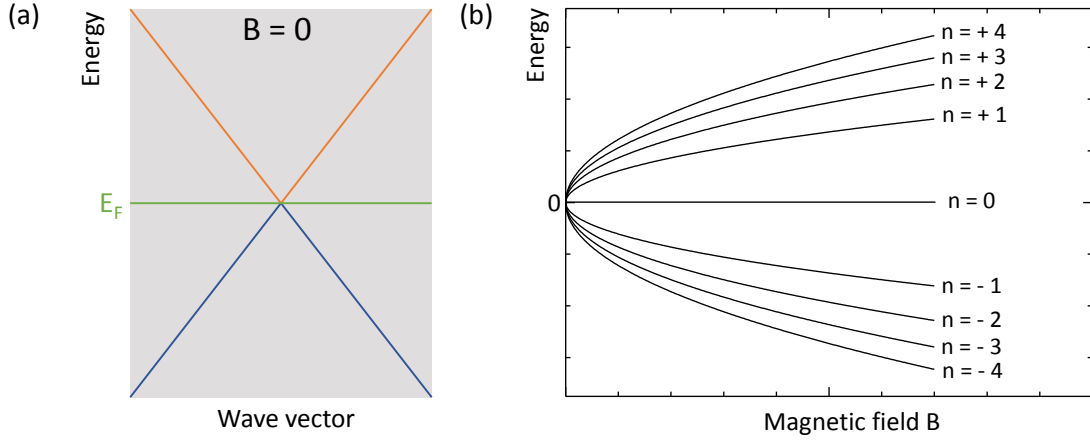 (a)
Energy
B = 0
E_F
Wave vector
(b)
Energy
n = + 4
n = + 3
n = + 2
n = + 1
0
n = 0
n = - 1
n = - 2
n = - 3
n = - 4
Magnetic field B